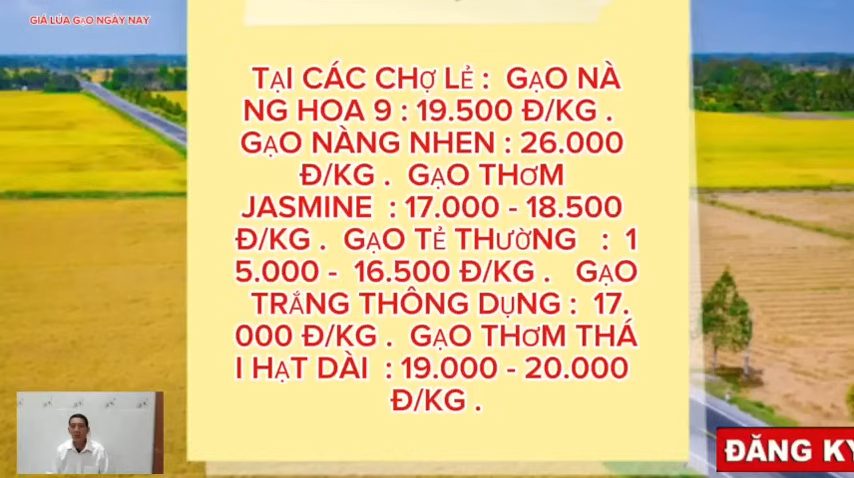 GIÁ LÚA GẠO NGÀY NAY
TẠI CÁC CHỢ LẺ : GẠO NÀ
NG HOA 9 : 19.500 Đ/KG .
GẠO NÀNG NHEN : 26.000
Đ/KG . GẠO THƠM
JASMINE : 17.000 - 18.500
Đ/KG . GẠO TẺ THƯỜNG : 1
5.000 - 16.500 Đ/KG . GẠO
TRẮNG THÔNG DỤNG : 17.
000 Đ/KG . GẠO THƠM THÁ
I HẠT DÀI : 19.000 - 20.000
Đ/KG .
ĐĂNG KÝ